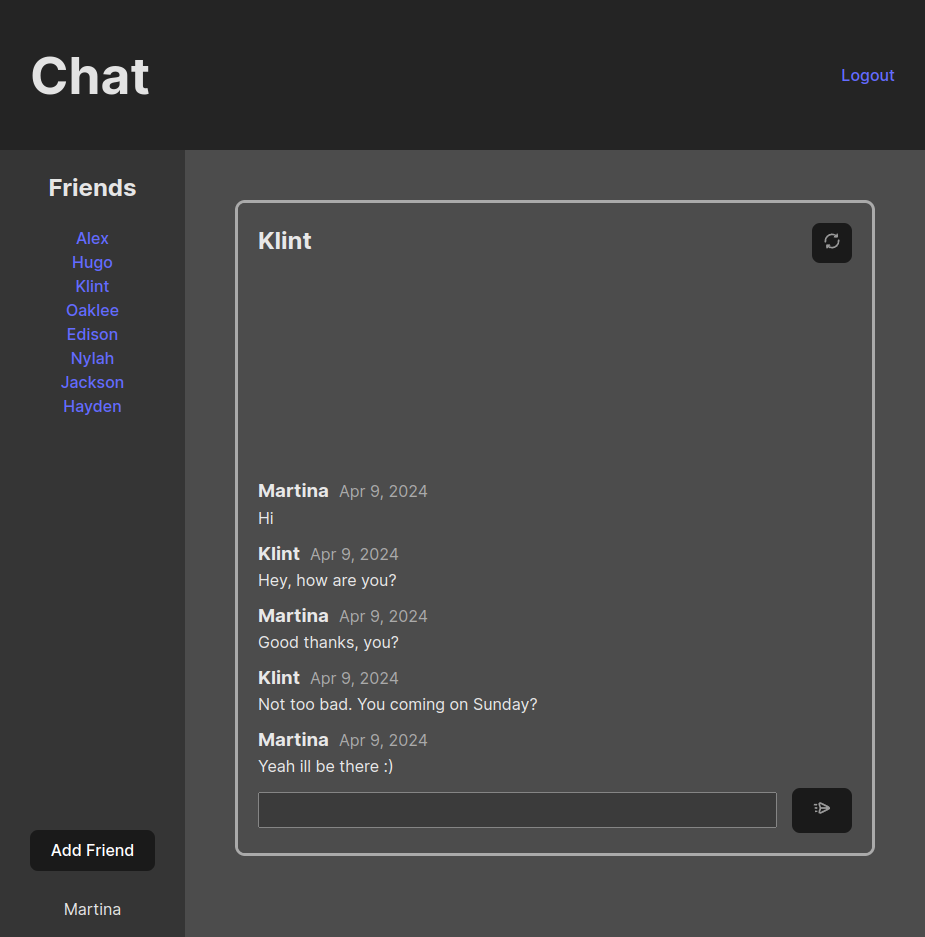 Chat
Logout
Friends
Alex
Hugo
Klint
Oaklee
Edison
Nylah
Jackson
Hayden
Add Friend
Martina
Klint
Martina Apr 9, 2024
Hi
Klint Apr 9, 2024
Hey, how are you?
Martina Apr 9, 2024
Good thanks, you?
Klint Apr 9, 2024
Not too bad. You coming on Sunday?
Martina Apr 9, 2024
Yeah ill be there :)